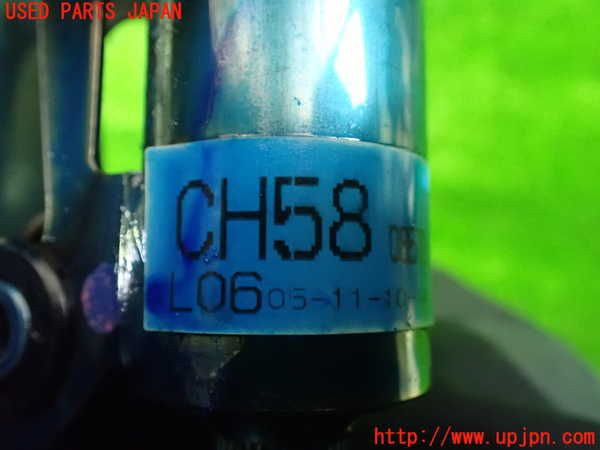 USED PARTS JAPAN
CH58
L06 05-11-10
http://www.upjpn.com/